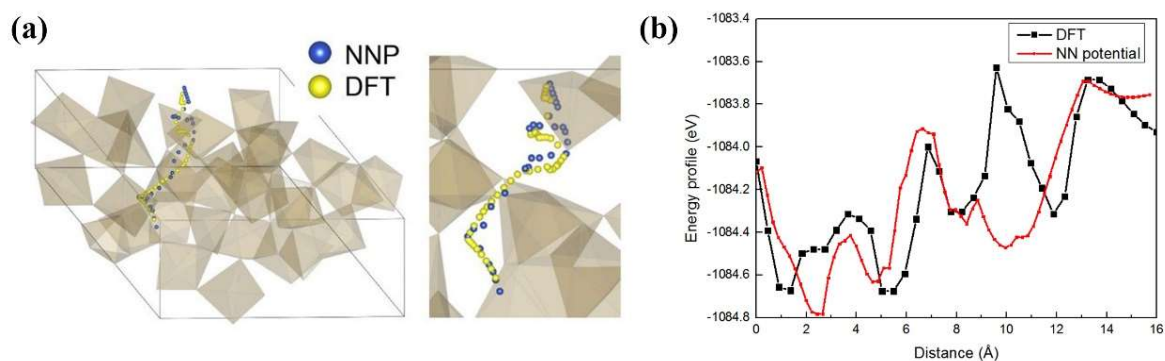 (a)
NNP
DFT
(b)
DFT
NN potential
Energy profile (eV)
-1083.4
-1083.6
-1083.8
-1084.0
-1084.2
-1084.4
-1084.6
-1084.8
0 2 4 6 8 10 12 14 16
Distance (Å)